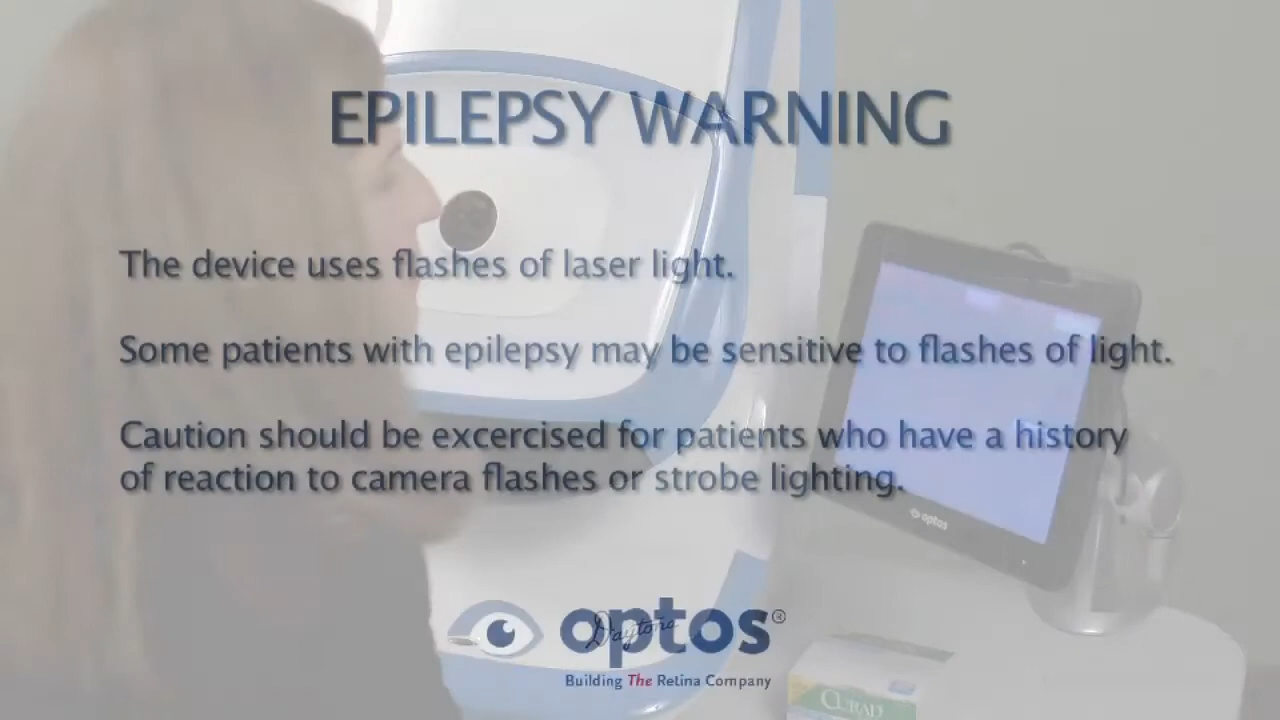 EPILEPSY WARNING
The device uses flashes of laser light.
Some patients with epilepsy may be sensitive to flashes of light.
Caution should be excercised for patients who have a history
of reaction to camera flashes or strobe lighting.
optos
optos®
Daytona
Building The Retina Company
CURAD